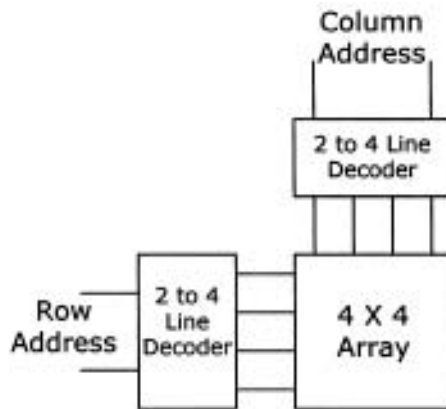 Column
Address
2 to 4 Line
Decoder
Row
Address
2 to 4
Line
Decoder
4 X 4
Array